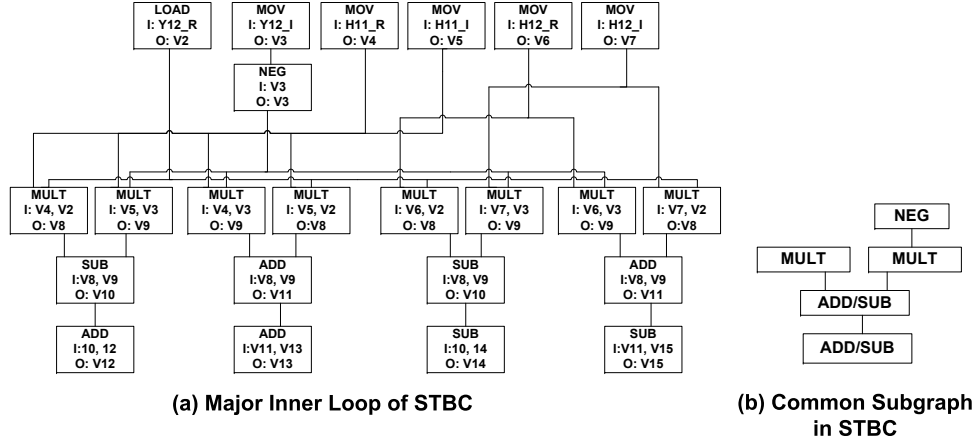 LOAD
I: Y12_R
O: V2
MOV
I: Y12_I
O: V3
MOV
I: H11_R
O: V4
MOV
I: H11_I
O: V5
MOV
I: H12_R
O: V6
MOV
I: H12_I
O: V7
NEG
I: V3
O: V3
MULT
I: V4, V2
O: V8
MULT
I: V5, V3
O: V9
MULT
I: V4, V3
O: V9
MULT
I: V5, V2
O:V8
MULT
I: V6, V2
O: V8
MULT
I: V7, V3
O: V9
MULT
I: V6, V3
O: V9
MULT
I: V7, V2
O:V8
SUB
I:V8, V9
O: V10
ADD
I:V8, V9
O: V11
SUB
I:V8, V9
O: V10
ADD
I:V8, V9
O: V11
ADD
I:10, 12
O: V12
ADD
I:V11, V13
O: V13
SUB
I:10, 14
O: V14
SUB
I:V11, V15
O: V15
(a) Major Inner Loop of STBC
NEG
MULT
MULT
ADD/SUB
ADD/SUB
(b) Common Subgraph
in STBC